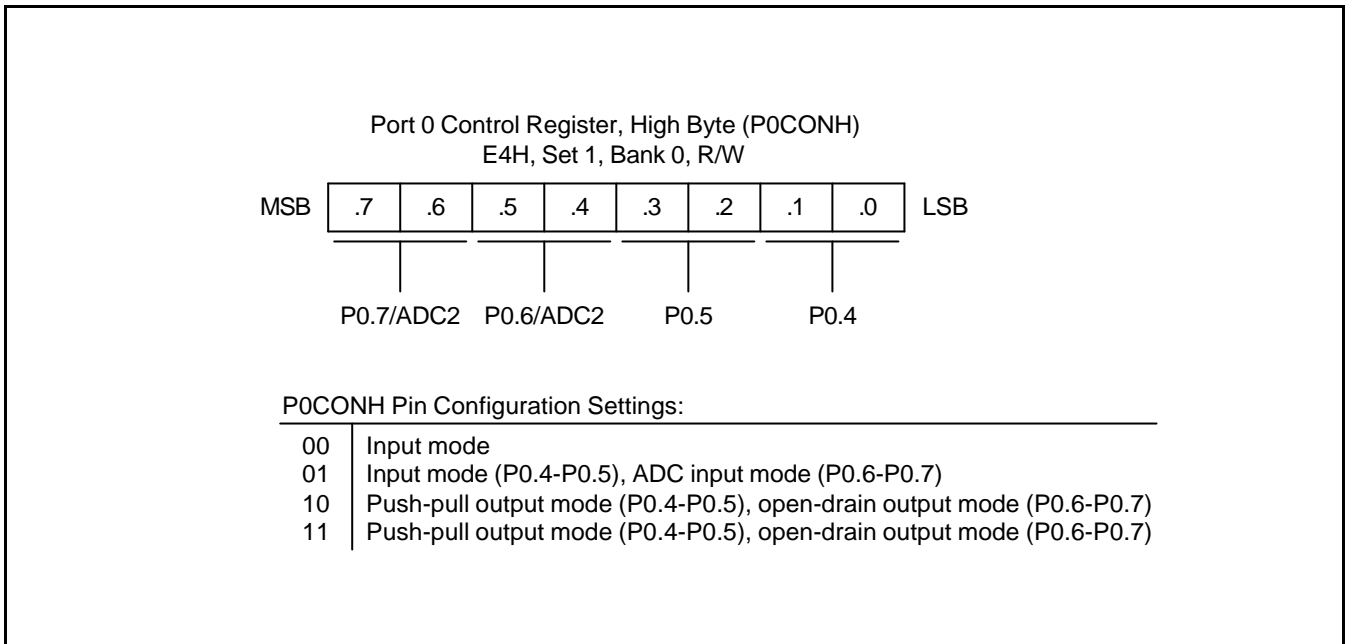 Port 0 Control Register, High Byte (P0CONH)
E4H, Set 1, Bank 0, R/W
MSB .7 .6 .5 .4 .3 .2 .1 .0 LSB
P0.7/ADC2 P0.6/ADC2 P0.5 P0.4
P0CONH Pin Configuration Settings:
00 Input mode
01 Input mode (P0.4-P0.5), ADC input mode (P0.6-P0.7)
10 Push-pull output mode (P0.4-P0.5), open-drain output mode (P0.6-P0.7)
11 Push-pull output mode (P0.4-P0.5), open-drain output mode (P0.6-P0.7)